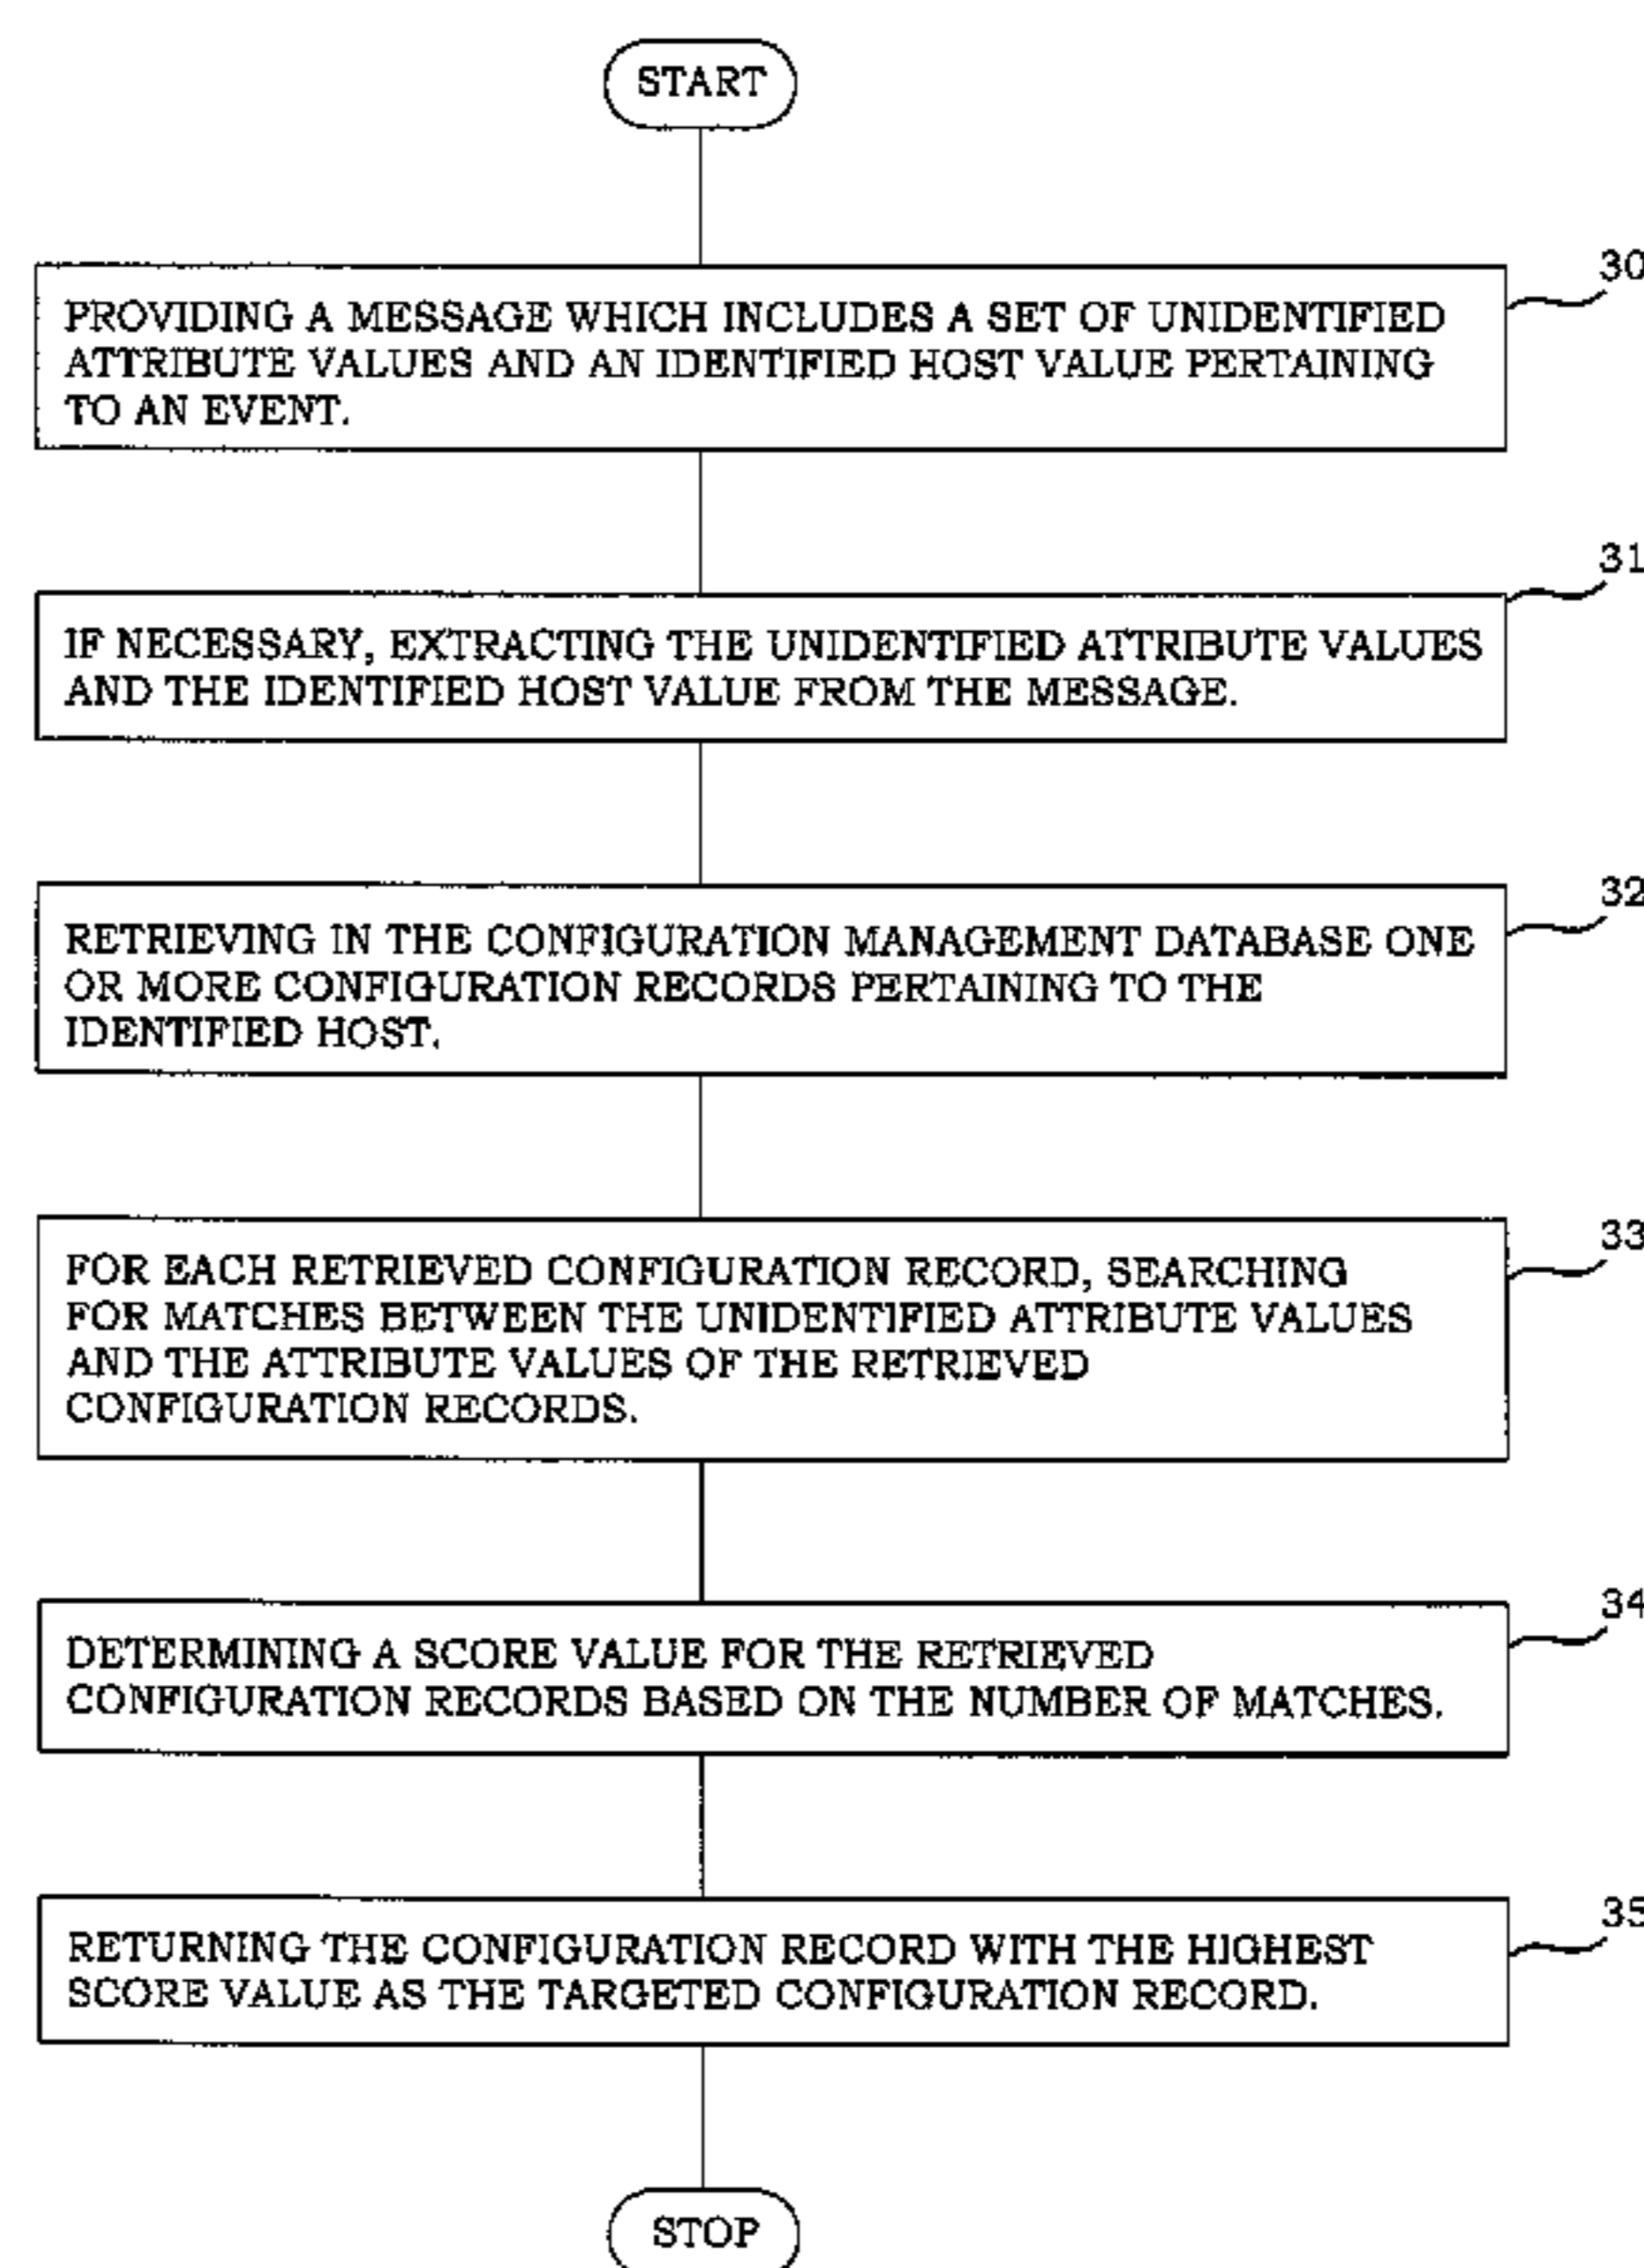 START
30
PROVIDING A MESSAGE WHICH INCLUDES A SET OF UNIDENTIFIED
ATTRIBUTE VALUES AND AN IDENTIFIED HOST VALUE PERTAINING
TO AN EVENT.
31
IF NECESSARY, EXTRACTING THE UNIDENTIFIED ATTRIBUTE VALUES
AND THE IDENTIFIED HOST VALUE FROM THE MESSAGE.
32
RETRIEVING IN THE CONFIGURATION MANAGEMENT DATABASE ONE
OR MORE CONFIGURATION RECORDS PERTAINING TO THE
IDENTIFIED HOST.
33
FOR EACH RETRIEVED CONFIGURATION RECORD, SEARCHING
FOR MATCHES BETWEEN THE UNIDENTIFIED ATTRIBUTE VALUES
AND THE ATTRIBUTE VALUES OF THE RETRIEVED
CONFIGURATION RECORDS.
34
DETERMINING A SCORE VALUE FOR THE RETRIEVED
CONFIGURATION RECORDS BASED ON THE NUMBER OF MATCHES.
35
RETURNING THE CONFIGURATION RECORD WITH THE HIGHEST
SCORE VALUE AS THE TARGETED CONFIGURATION RECORD.
STOP